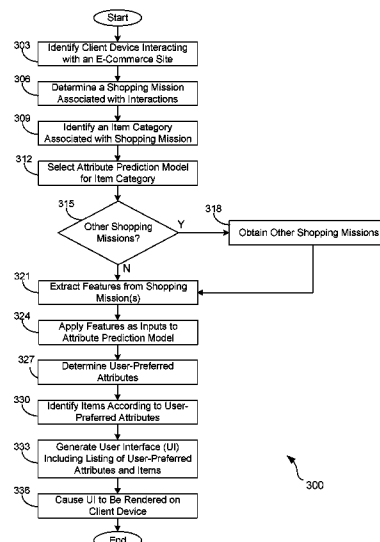 Start
303
Identify Client Device Interacting
with an E-Commerce Site
306
Determine a Shopping Mission
Associated with Interactions
309
Identify an Item Category
Associated with Shopping Mission
312
Select Attribute Prediction Model
for Item Category
315
Other Shopping
Missions?
Y
318
Obtain Other Shopping Missions
N
321
Extract Features from Shopping
Mission(s)
324
Apply Features as Inputs to
Attribute Prediction Model
327
Determine User-Preferred
Attributes
330
Identify Items According to User-
Preferred Attributes
333
Generate User Interface (UI)
Including Listing of User-Preferred
Attributes and Items
336
Cause UI to Be Rendered on
Client Device
300
End